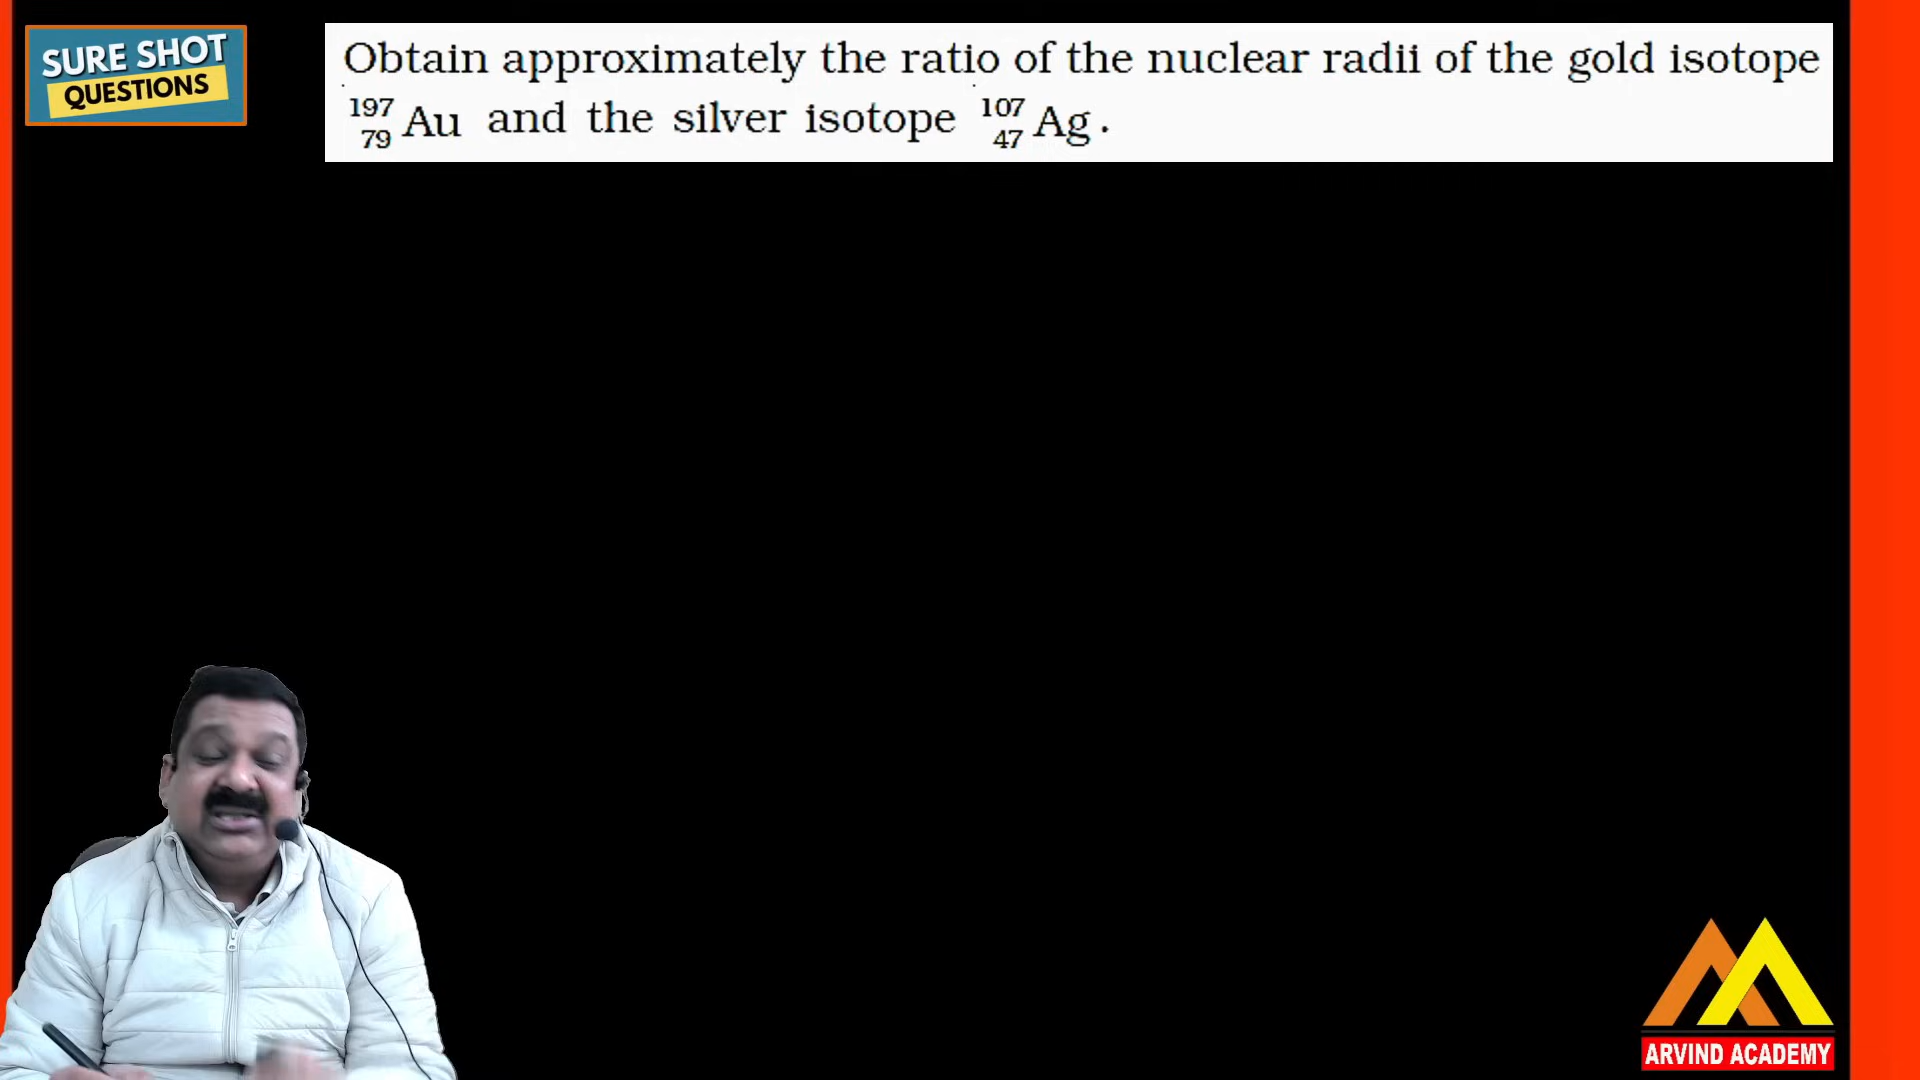 SURE SHOT
QUESTIONS
Obtain approximately the ratio of the nuclear radii of the gold isotope
¹⁹⁷₇₉Au and the silver isotope ¹⁰⁷₄₇Ag.
ARVIND ACADEMY